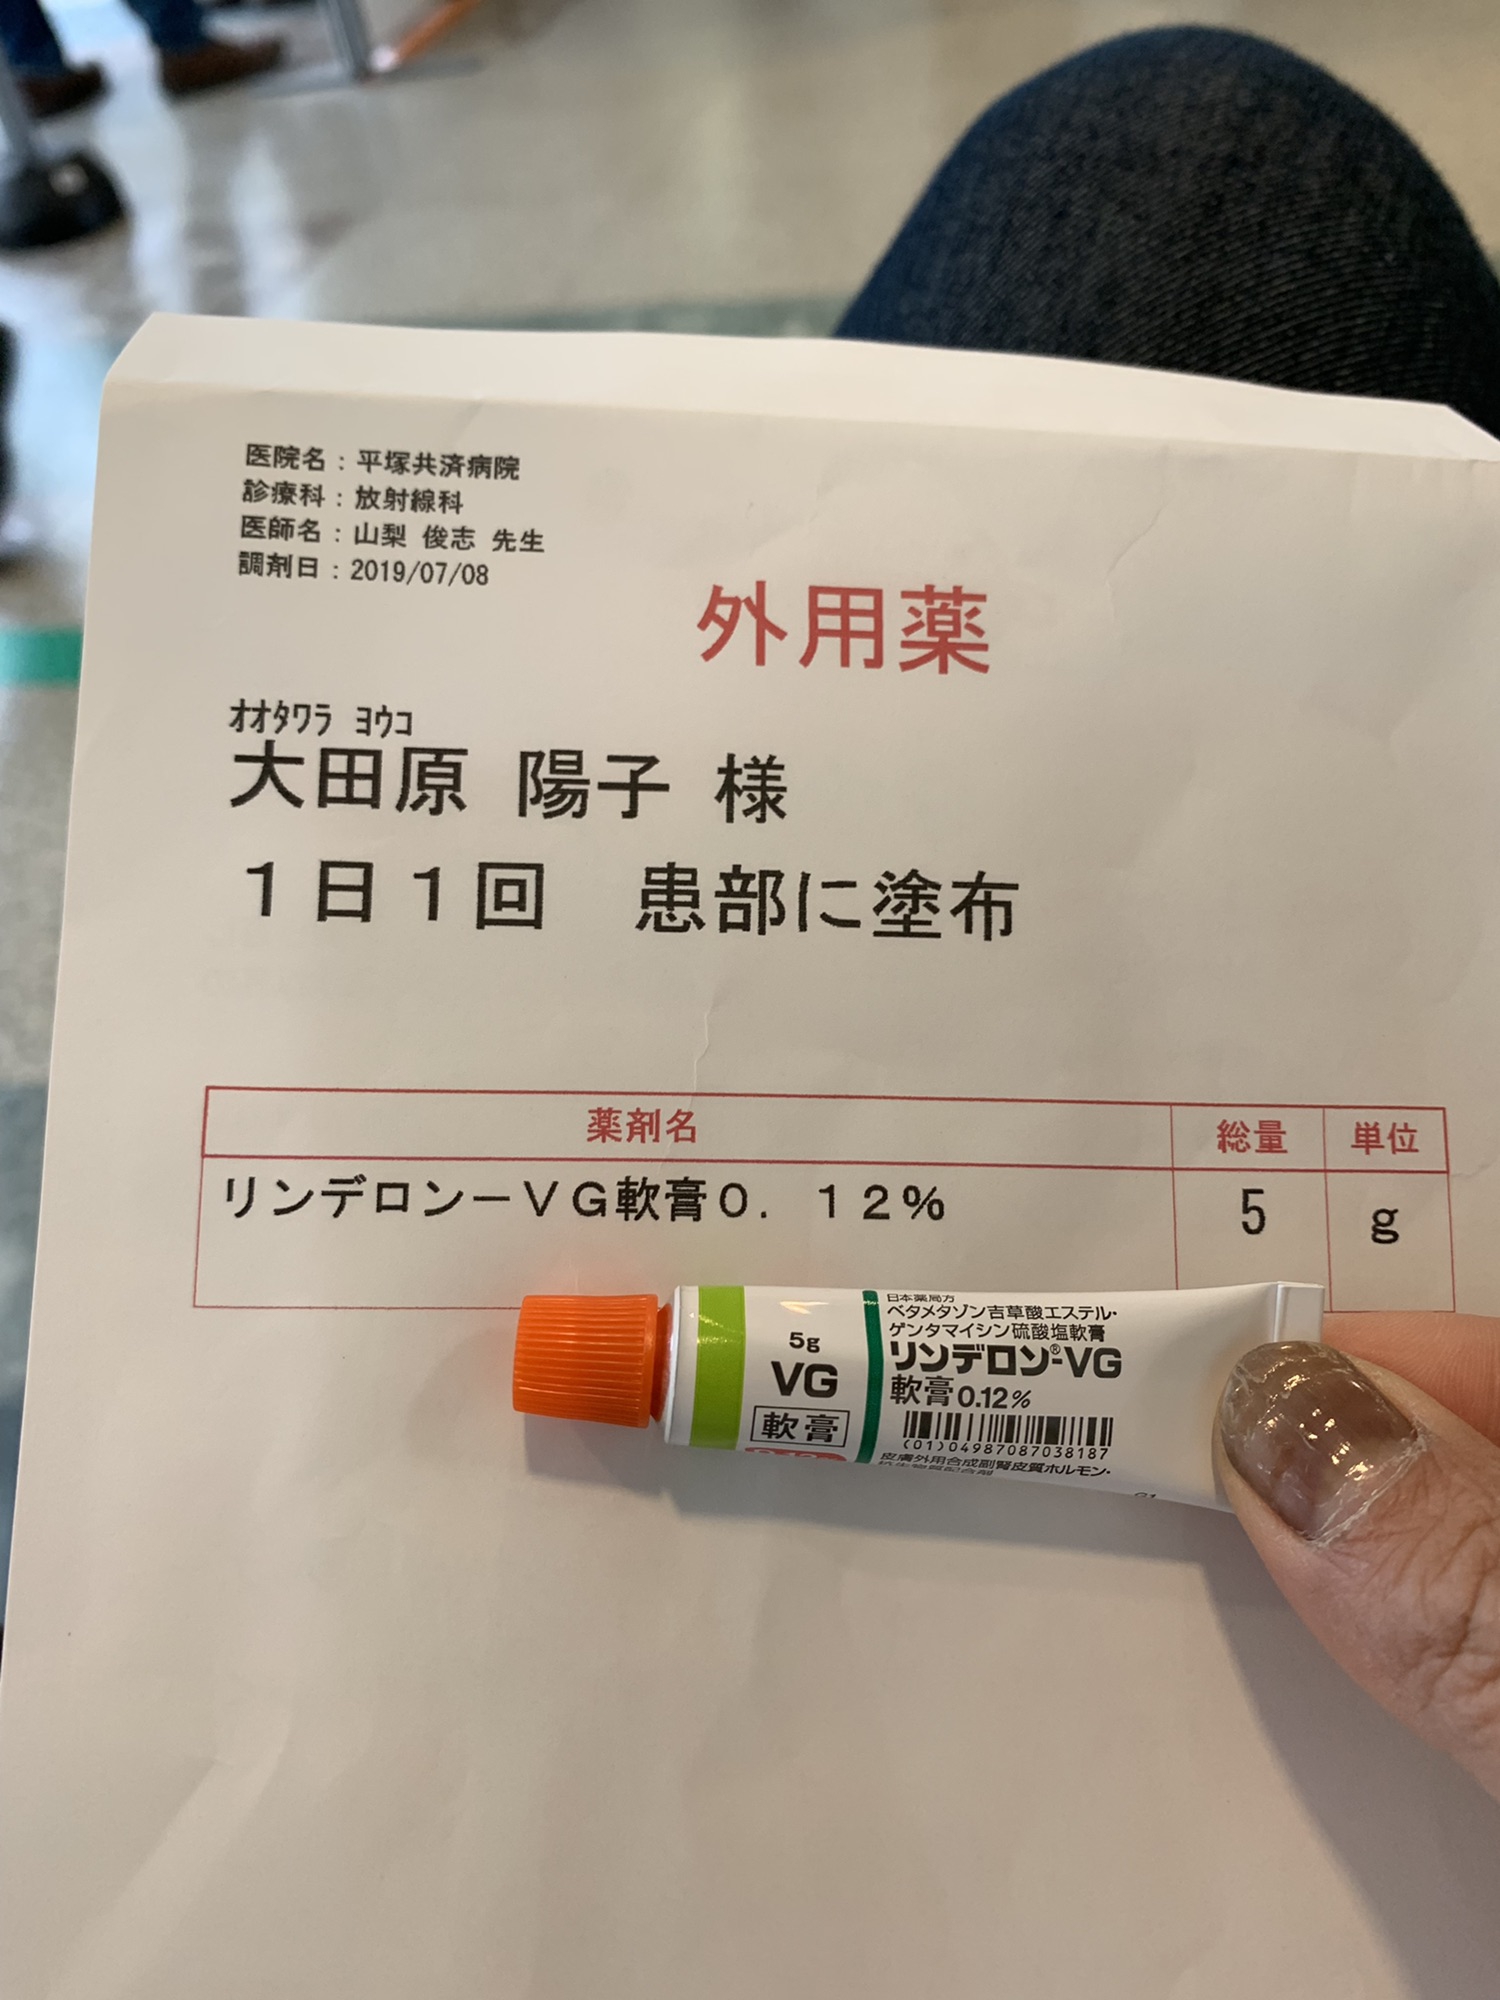 医院名：平塚共済病院
診療科：放射線科
医師名：山梨 俊志 先生
調剤日：2019/07/08
外用薬
ｵｵﾀﾜﾗ ﾖｳｺ
大田原 陽子 様
１日１回　患部に塗布
薬剤名 総量 単位
リンデロン－ＶＧ軟膏０．１２％ 5 g
5g
VG
軟膏
日本薬局方
ベタメタゾン吉草酸エステル・
ゲンタマイシン硫酸塩軟膏
リンデロン®-VG
軟膏0.12%
(01)04987087038187
皮膚外用合成副腎皮質ホルモン・
抗生物質配合剤